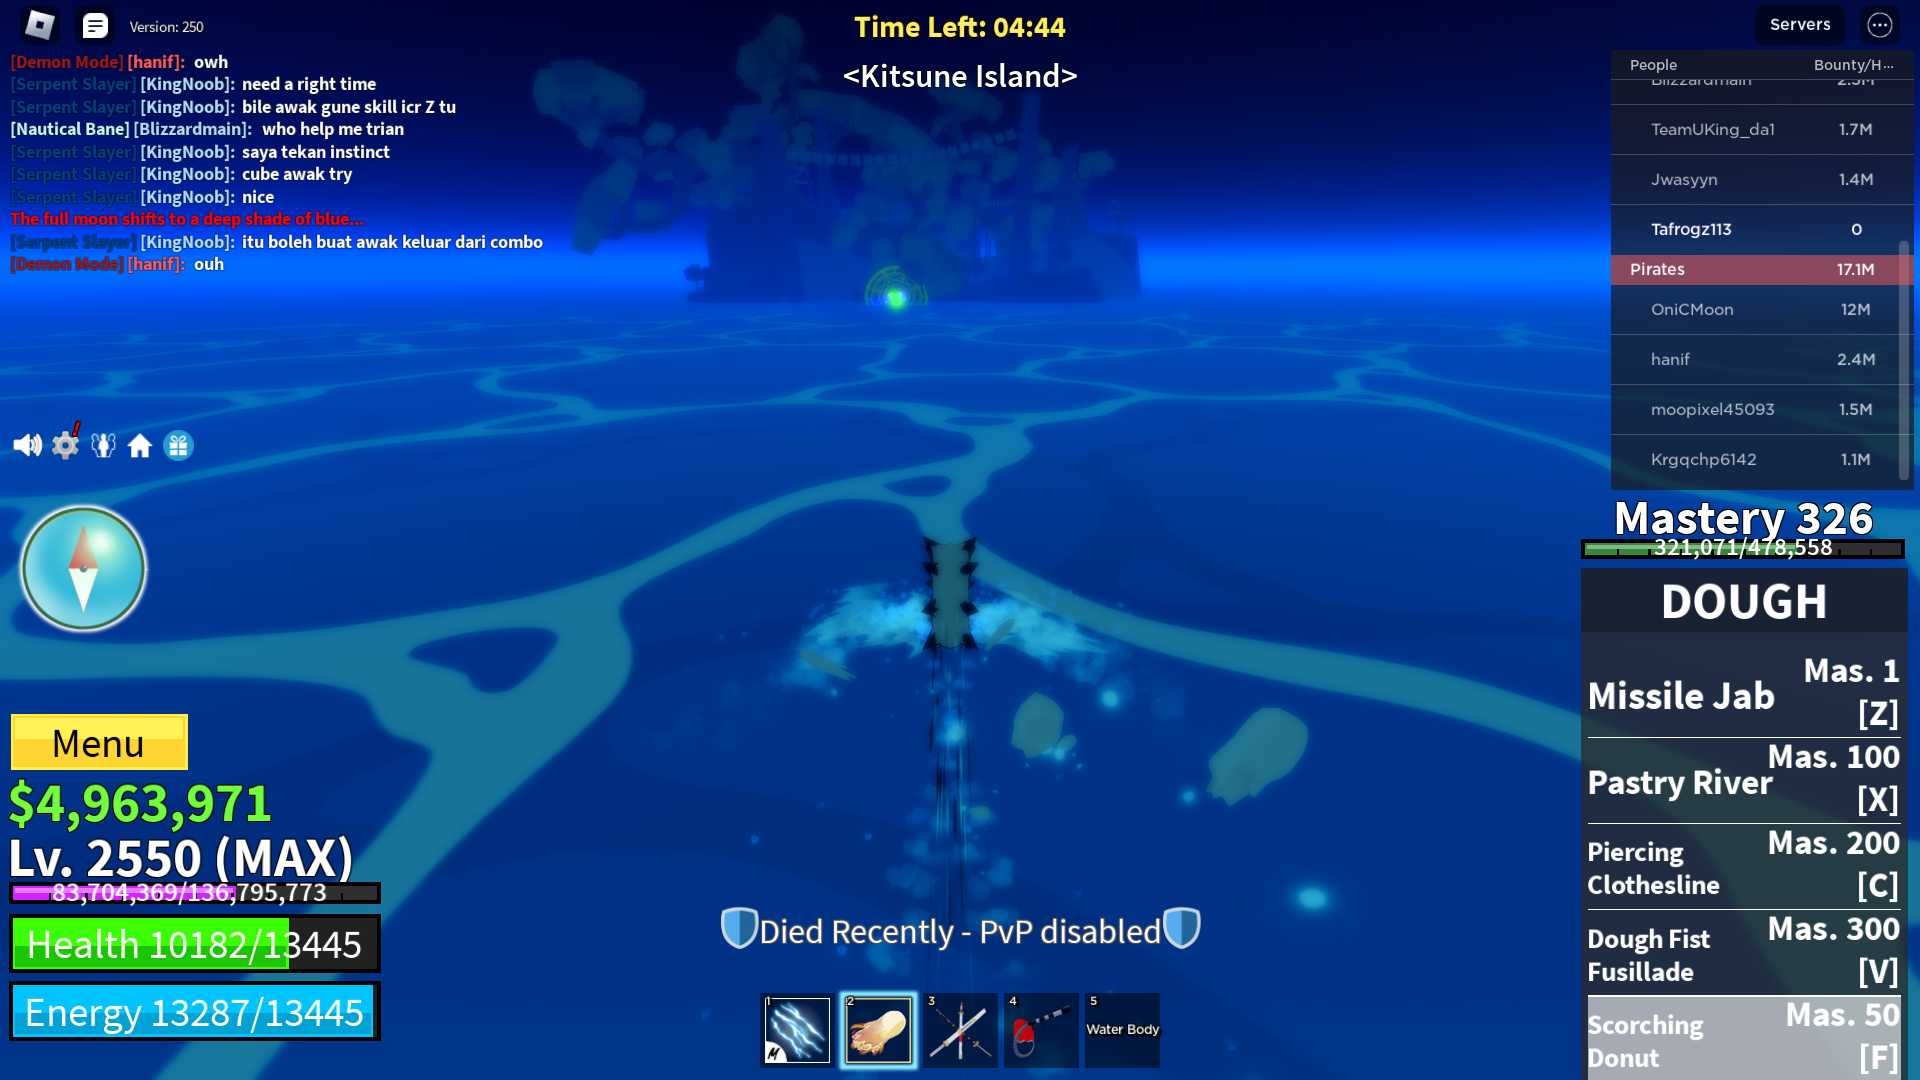 Version: 250
Time Left: 04:44
<Kitsune Island>
Servers
[Demon Mode] [hanif]: owh
[Serpent Slayer] [KingNoob]: need a right time
[Serpent Slayer] [KingNoob]: bile awak gune skill icr Z tu
[Nautical Bane] [Blizzardmain]: who help me trian
[Serpent Slayer] [KingNoob]: saya tekan instinct
[Serpent Slayer] [KingNoob]: cube awak try
[Serpent Slayer] [KingNoob]: nice
The full moon shifts to a deep shade of blue...
[Serpent Slayer] [KingNoob]: itu boleh buat awak keluar dari combo
[Demon Mode] [hanif]: ouh
People Bounty/H...
Blizzardmain 2.3M
TeamUKing_da1 1.7M
Jwasyyn 1.4M
Tafrogz113 0
Pirates 17.1M
OniCMoon 12M
hanif 2.4M
moopixel45093 1.5M
Krgqchp6142 1.1M
Mastery 326
321,071/478,558
DOUGH
Missile Jab Mas. 1 [Z]
Pastry River Mas. 100 [X]
Piercing Clothesline Mas. 200 [C]
Dough Fist Fusillade Mas. 300 [V]
Scorching Donut Mas. 50 [F]
Menu
$4,963,971
Lv. 2550 (MAX)
83,704,369/136,795,773
Health 10182/13445
Energy 13287/13445
Died Recently - PvP disabled
1
M
2
3
4
5
Water Body